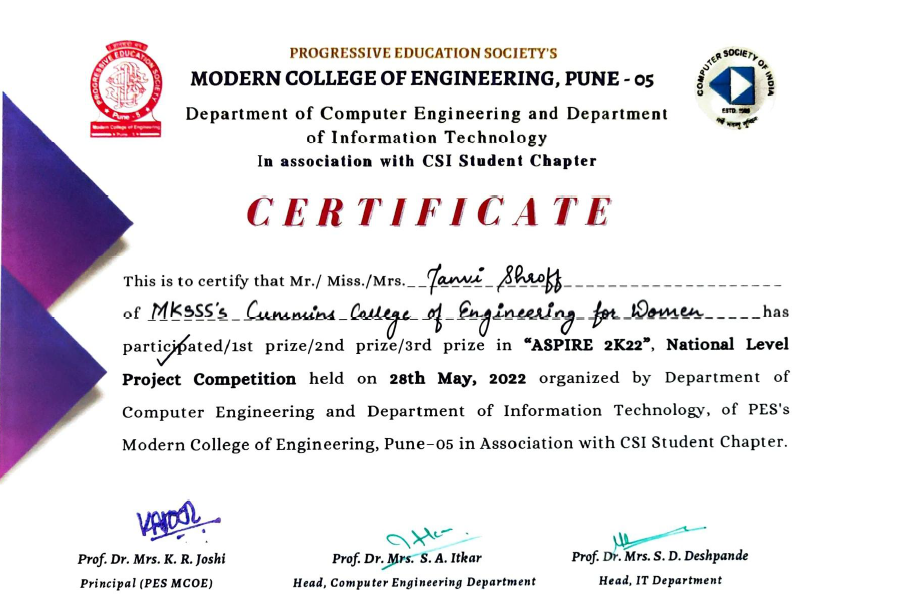 PROGRESSIVE EDUCATION SOCIETY'S
MODERN COLLEGE OF ENGINEERING, PUNE - 05
Department of Computer Engineering and Department
of Information Technology
In association with CSI Student Chapter
PROGRESSIVE EDUCATION SOCIETY
Pune - 5
Modern College of Engineering
Pune - 5
COMPUTER SOCIETY OF INDIA
ESTD. 1965
CERTIFICATE
This is to certify that Mr./ Miss./Mrs. Tanvi Shroff
of MKSSS's Cummins College of Engineering for Women has
participated/1st prize/2nd prize/3rd prize in “ASPIRE 2K22”, National Level
Project Competition held on 28th May, 2022 organized by Department of
Computer Engineering and Department of Information Technology, of PES's
Modern College of Engineering, Pune-05 in Association with CSI Student Chapter.
Prof. Dr. Mrs. K. R. Joshi
Principal (PES MCOE)
Prof. Dr. Mrs. S. A. Itkar
Head, Computer Engineering Department
Prof. Dr. Mrs. S. D. Deshpande
Head, IT Department